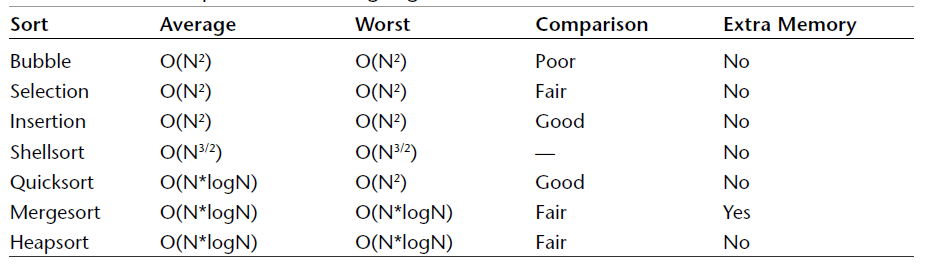 Sort Average Worst Comparison Extra Memory
Bubble O(N²) O(N²) Poor No
Selection O(N²) O(N²) Fair No
Insertion O(N²) O(N²) Good No
Shellsort O(N³/²) O(N³/²) — No
Quicksort O(N*logN) O(N²) Good No
Mergesort O(N*logN) O(N*logN) Fair Yes
Heapsort O(N*logN) O(N*logN) Fair No